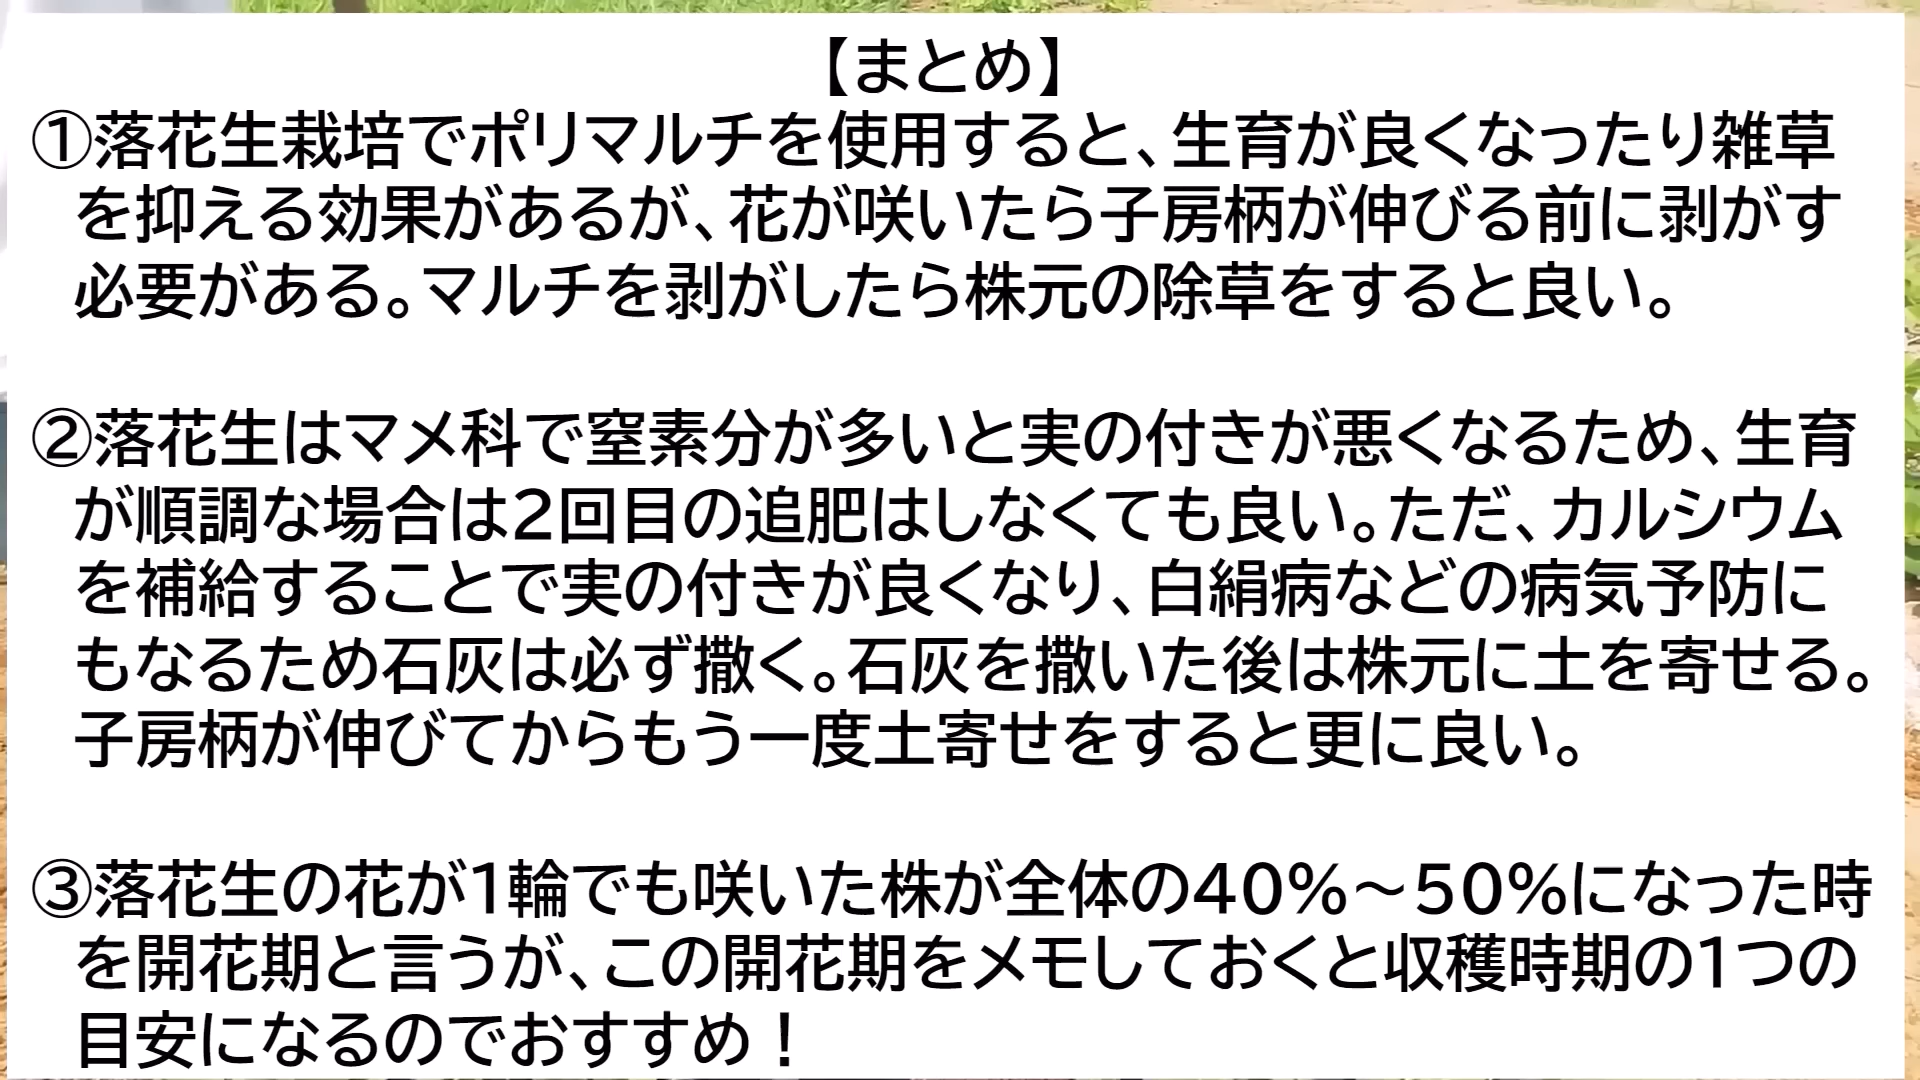 【まとめ】
①落花生栽培でポリマルチを使用すると、生育が良くなったり雑草
を抑える効果があるが、花が咲いたら子房柄が伸びる前に剥がす
必要がある。マルチを剥がしたら株元の除草をすると良い。
②落花生はマメ科で窒素分が多いと実の付きが悪くなるため、生育
が順調な場合は2回目の追肥はしなくても良い。ただ、カルシウム
を補給することで実の付きが良くなり、白絹病などの病気予防に
もなるため石灰は必ず撒く。石灰を撒いた後は株元に土を寄せる。
子房柄が伸びてからもう一度土寄せをすると更に良い。
③落花生の花が1輪でも咲いた株が全体の40%～50%になった時
を開花期と言うが、この開花期をメモしておくと収穫時期の1つの
目安になるのでおすすめ！